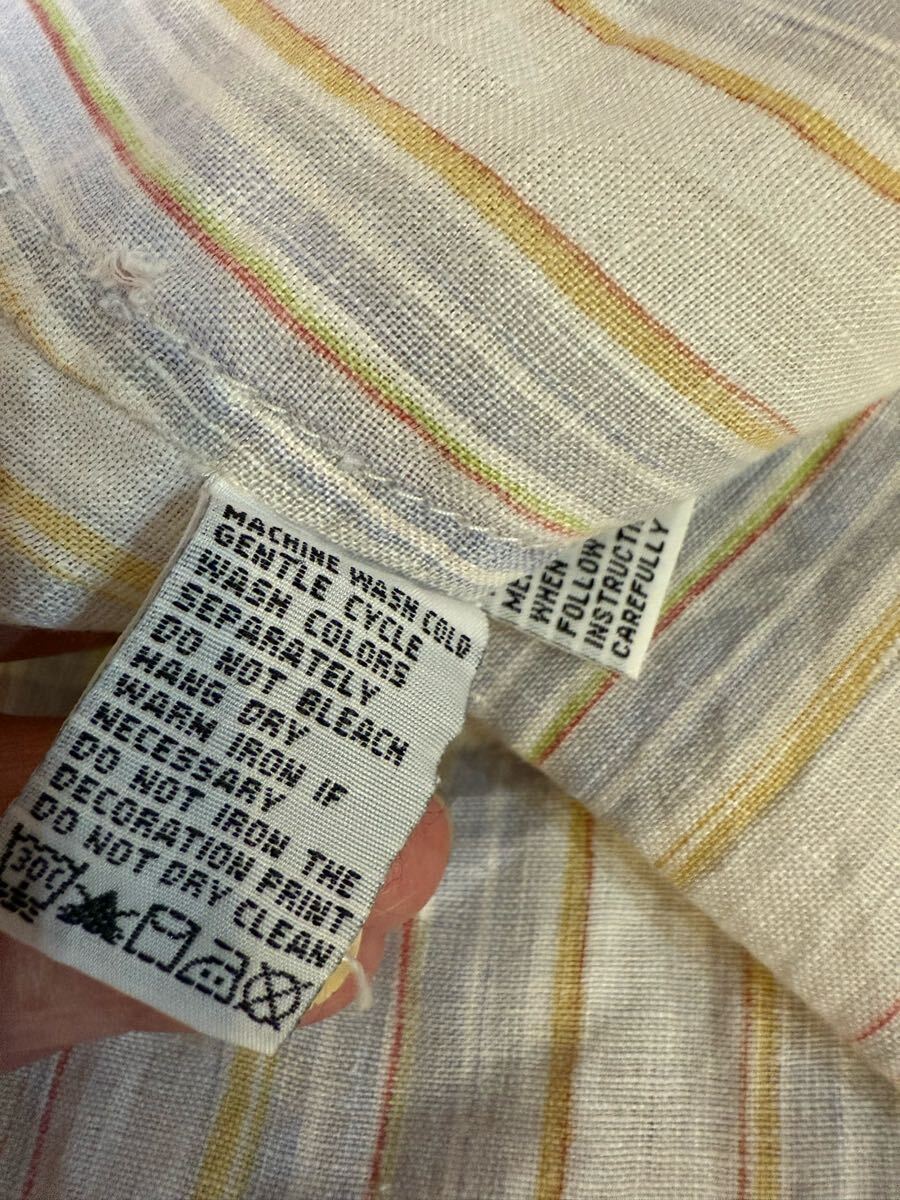 MACHINE WASH COLD
GENTLE CYCLE
WASH COLORS
SEPARATELY
DO NOT BLEACH
HANG DRY
WARM IRON IF
NECESSARY
DO NOT IRON THE
DECORATION PRINT
DO NOT DRY CLEAN
30C
WHEN
FOLLOW
INSTRUCTI
CAREFULLY